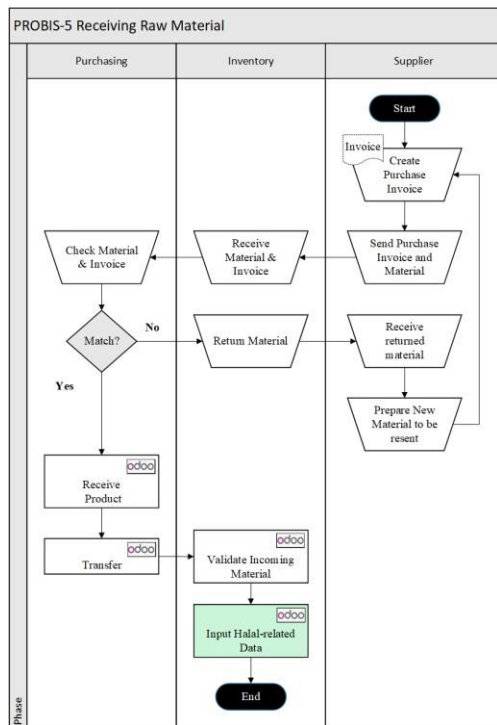 PROBIS-5 Receiving Raw Material
Purchasing
Inventory
Supplier
Start
Invoice
Create
Purchase
Invoice
Check Material
& Invoice
Receive
Material &
Invoice
Send Purchase
Invoice and
Material
Match?
No
Return Material
Receive
returned
material
Yes
Prepare New
Material to be
resent
odoo
Receive
Product
odoo
Transfer
odoo
Validate Incoming
Material
odoo
Input Halal-related
Data
End
Phase